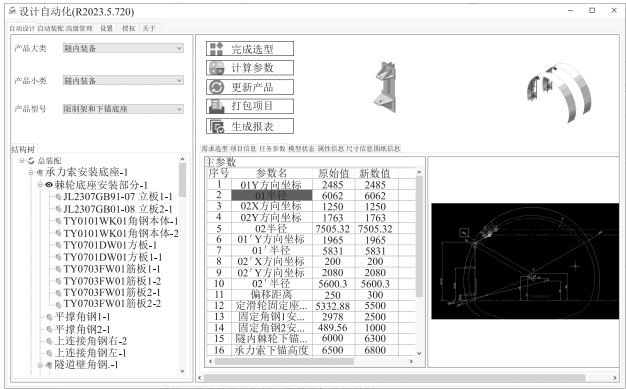 设计自动化(R2023.5.720)
自动设计 自动装配 高级管理 设置 授权 关于
产品大类 隧内装备
产品小类 隧内装备
产品型号 限制架和下锚底座
完成选型
计算参数
更新产品
打包项目
生成报表
结构树
总装配
承力索安装底座-1
棘轮底座安装部分-1
JL2307GB91-07 立板1-1
JL2307GB01-08 立板2-1
TY0101WK01角钢本体-1
TY0101WK01角钢本体-2
TY0701DW01方板-1
TY0701DW01方板1-1
TY0703FW01筋板1-1
TY0703FW01筋板1-2
TY0703FW01筋板2-1
TY0703FW01筋板2-2
平撑角钢1-1
平撑角钢2-1
上连接角钢右-2
上连接角钢左-1
隧道壁角钢.-1
需求选型 项目信息 任务参数 模型状态 属性信息 尺寸信息 图纸信息
主参数
序号 参数名 原始值 新数值
1 01Y方向坐标 2485 2485
2 01半径 6062 6062
3 02X方向坐标 1250 1250
4 02Y方向坐标 1763 1763
5 02半径 7505.32 7505.32
6 01′Y方向坐标 1965 1965
7 01′半径 5831 5831
8 02′X方向坐标 200 200
9 02′Y方向坐标 2080 2080
10 02′半径 5600.3 5600.3
11 偏移距离 250 300
12 定滑轮固定座... 5332.88 5500
13 固定角钢1安... 2978 2500
14 固定角钢2安... 489.56 1000
15 隧内棘轮下锚... 6000 6300
16 承力索下锚高度 6500 6800